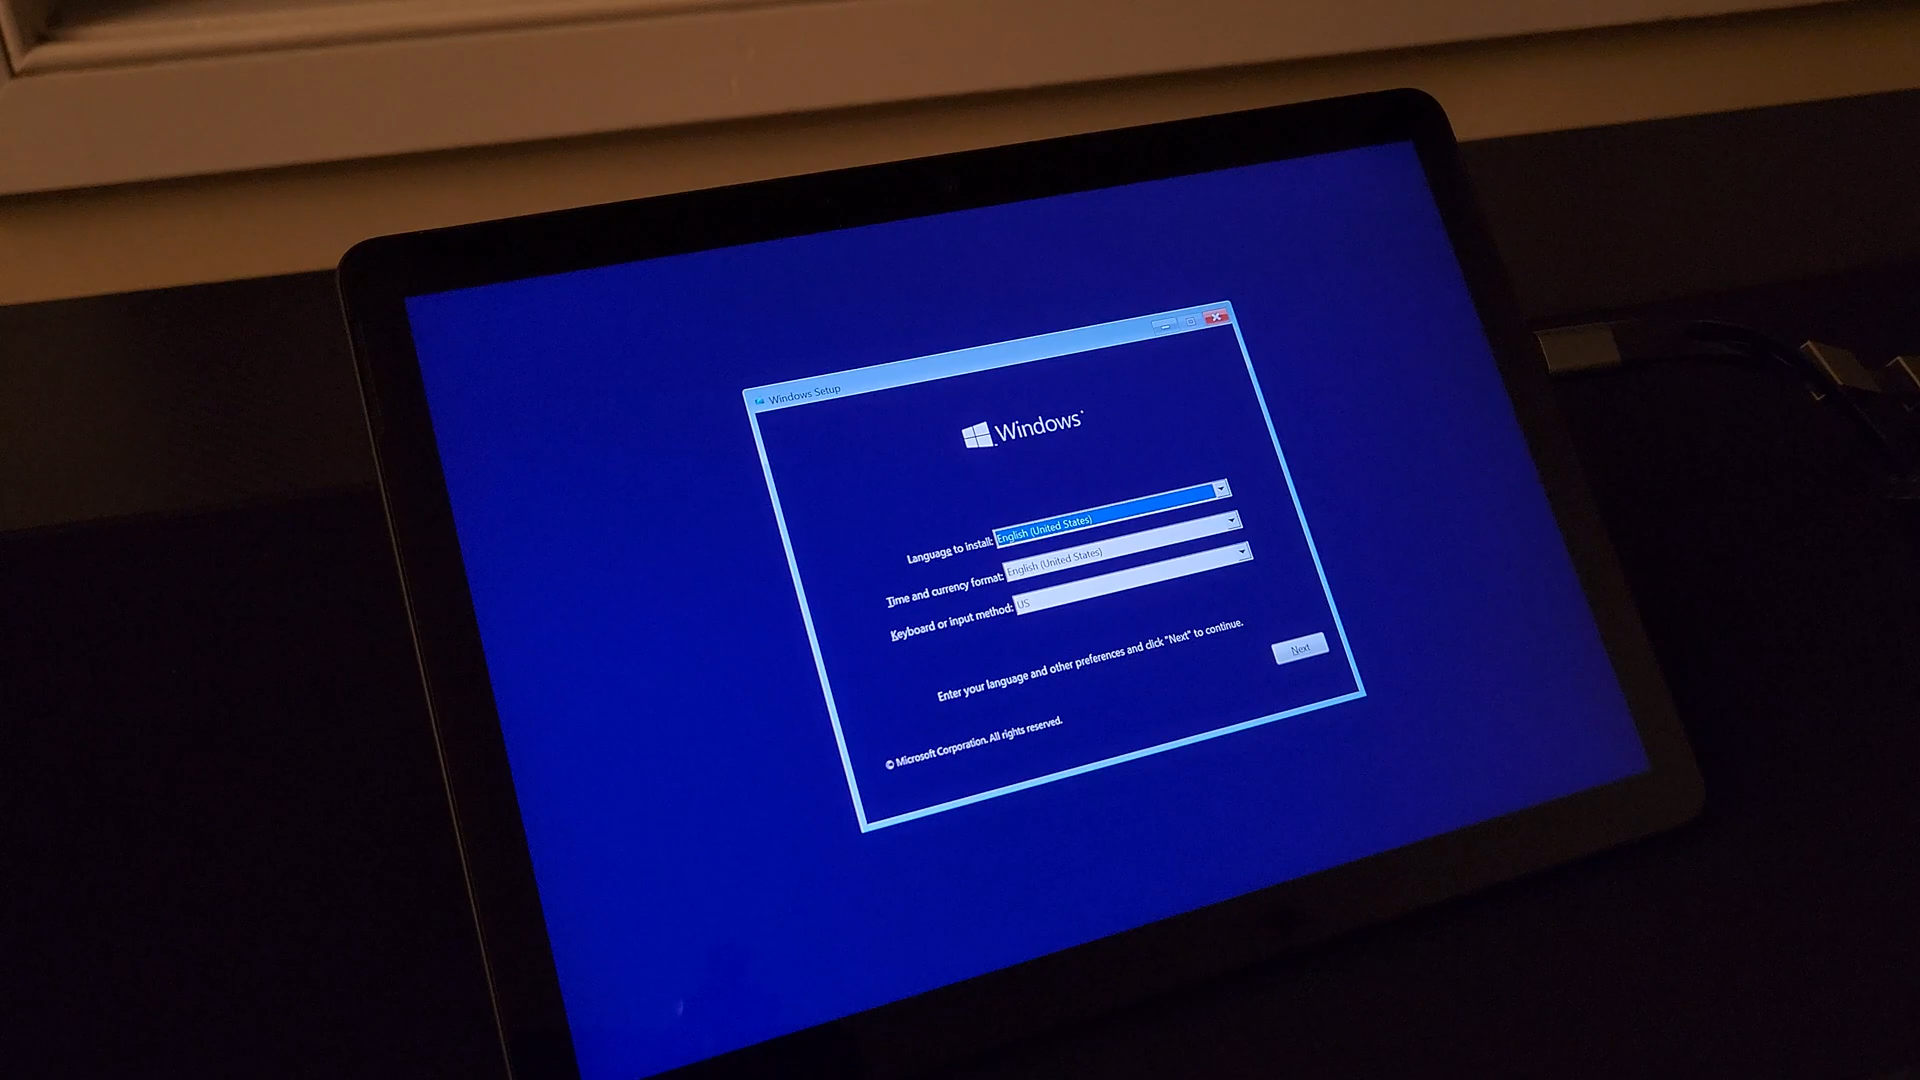 Windows Setup
Windows
Language to install: English (United States)
Time and currency format: English (United States)
Keyboard or input method: US
Enter your language and other preferences and click "Next" to continue.
Next
© Microsoft Corporation. All rights reserved.